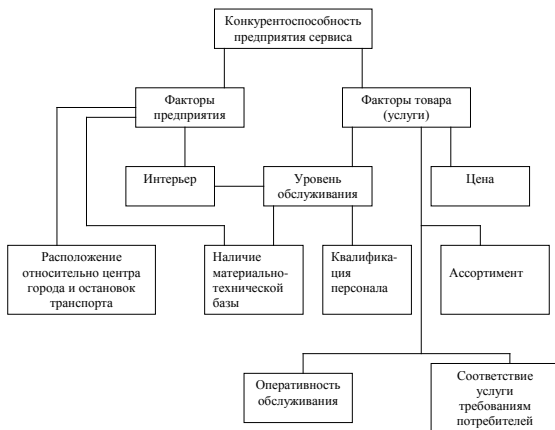 Конкурентоспособность
предприятия сервиса
Факторы
предприятия
Факторы товара
(услуги)
Интерьер
Уровень
обслуживания
Цена
Расположение
относительно центра
города и остановок
транспорта
Наличие
материально-
технической
базы
Квалифика-
ция
персонала
Ассортимент
Оперативность
обслуживания
Соответствие
услуги
требованиям
потребителей